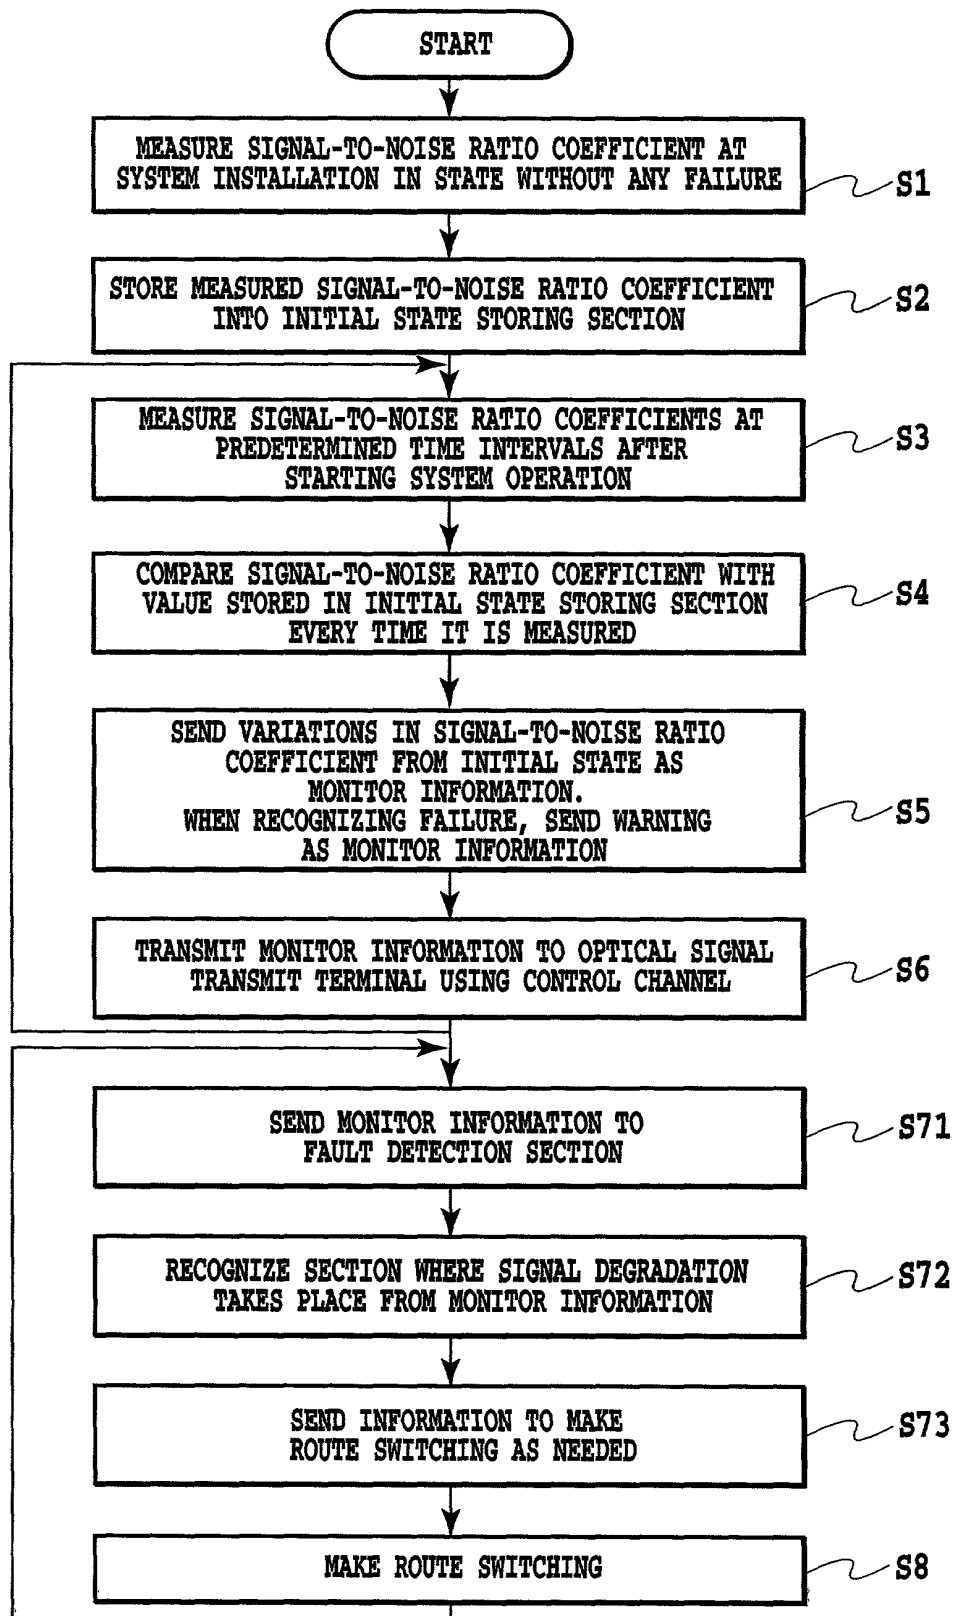 START
MEASURE SIGNAL-TO-NOISE RATIO COEFFICIENT AT
SYSTEM INSTALLATION IN STATE WITHOUT ANY FAILURE
S1
STORE MEASURED SIGNAL-TO-NOISE RATIO COEFFICIENT
INTO INITIAL STATE STORING SECTION
S2
MEASURE SIGNAL-TO-NOISE RATIO COEFFICIENTS AT
PREDETERMINED TIME INTERVALS AFTER
STARTING SYSTEM OPERATION
S3
COMPARE SIGNAL-TO-NOISE RATIO COEFFICIENT WITH
VALUE STORED IN INITIAL STATE STORING SECTION
EVERY TIME IT IS MEASURED
S4
SEND VARIATIONS IN SIGNAL-TO-NOISE RATIO
COEFFICIENT FROM INITIAL STATE AS
MONITOR INFORMATION.
WHEN RECOGNIZING FAILURE, SEND WARNING
AS MONITOR INFORMATION
S5
TRANSMIT MONITOR INFORMATION TO OPTICAL SIGNAL
TRANSMIT TERMINAL USING CONTROL CHANNEL
S6
SEND MONITOR INFORMATION TO
FAULT DETECTION SECTION
S71
RECOGNIZE SECTION WHERE SIGNAL DEGRADATION
TAKES PLACE FROM MONITOR INFORMATION
S72
SEND INFORMATION TO MAKE
ROUTE SWITCHING AS NEEDED
S73
MAKE ROUTE SWITCHING
S8